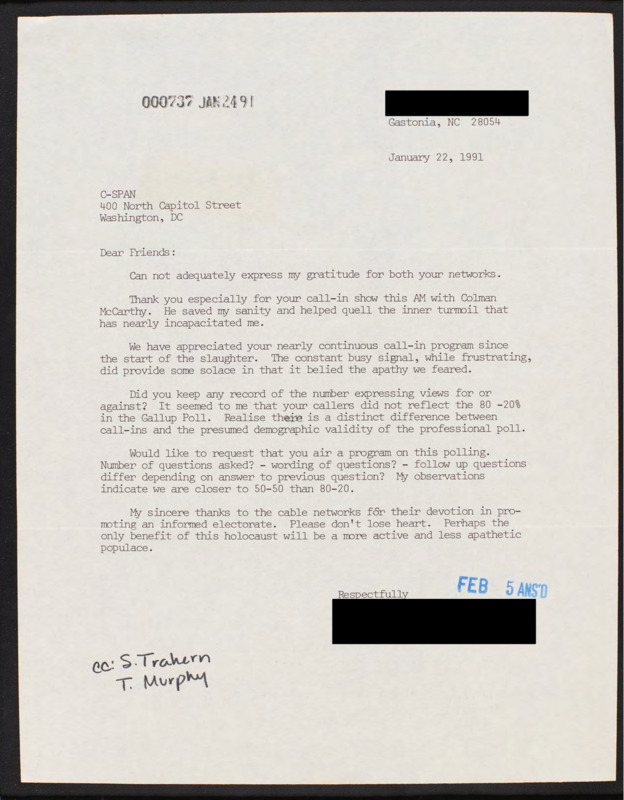 000737 JAN 24 91
Gastonia, NC 28054
January 22, 1991
C-SPAN
400 North Capitol Street
Washington, DC
Dear Friends:
Can not adequately express my gratitude for both your networks.
Thank you especially for your call-in show this AM with Colman
McCarthy. He saved my sanity and helped quell the inner turmoil that
has nearly incapacitated me.
We have appreciated your nearly continuous call-in program since
the start of the slaughter. The constant busy signal, while frustrating,
did provide some solace in that it belied the apathy we feared.
Did you keep any record of the number expressing views for or
against? It seemed to me that your callers did not reflect the 80 -20%
in the Gallup Poll. Realise there is a distinct difference between
call-ins and the presumed demographic validity of the professional poll.
Would like to request that you air a program on this polling.
Number of questions asked? - wording of questions? - follow up questions
differ depending on answer to previous question? My observations
indicate we are closer to 50-50 than 80-20.
My sincere thanks to the cable networks for their devotion in pro-
moting an informed electorate. Please don't lose heart. Perhaps the
only benefit of this holocaust will be a more active and less apathetic
populace.
Respectfully
FEB 5 ANS'D
cc: S. Trahern
T. Murphy